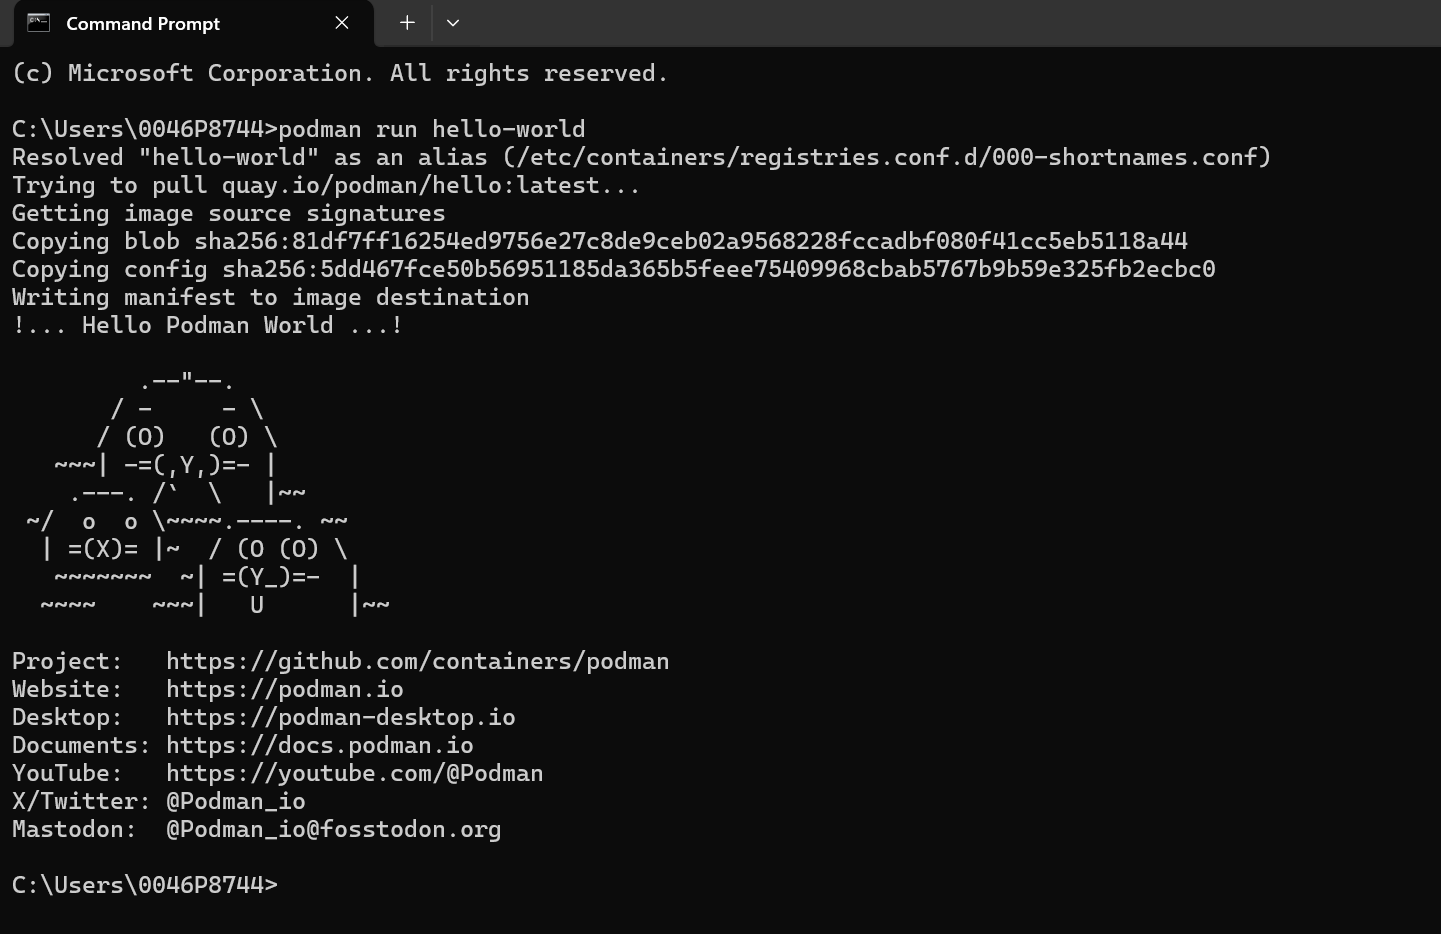 Command Prompt
(c) Microsoft Corporation. All rights reserved.
C:\Users\0046P8744>podman run hello-world
Resolved "hello-world" as an alias (/etc/containers/registries.conf.d/000-shortnames.conf)
Trying to pull quay.io/podman/hello:latest...
Getting image source signatures
Copying blob sha256:81df7ff16254ed9756e27c8de9ceb02a9568228fccadbf080f41cc5eb5118a44
Copying config sha256:5dd467fce50b56951185da365b5feee75409968cbab5767b9b59e325fb2ecbc0
Writing manifest to image destination
!... Hello Podman World ...!

         .--"--.
       / -     - \
      / (O)   (O) \
   ~~~| -=(,Y,)=- |
    .---. /`  \   |~~
 ~/  o  o \~~~~.----. ~~
  | =(X)= |~  / (O (O) \
   ~~~~~~~  ~| =(Y_)=-  |
  ~~~~    ~~~|   U      |~~

Project:   https://github.com/containers/podman
Website:   https://podman.io
Desktop:   https://podman-desktop.io
Documents: https://docs.podman.io
YouTube:   https://youtube.com/@Podman
X/Twitter: @Podman_io
Mastodon:  @Podman_io@fosstodon.org

C:\Users\0046P8744>